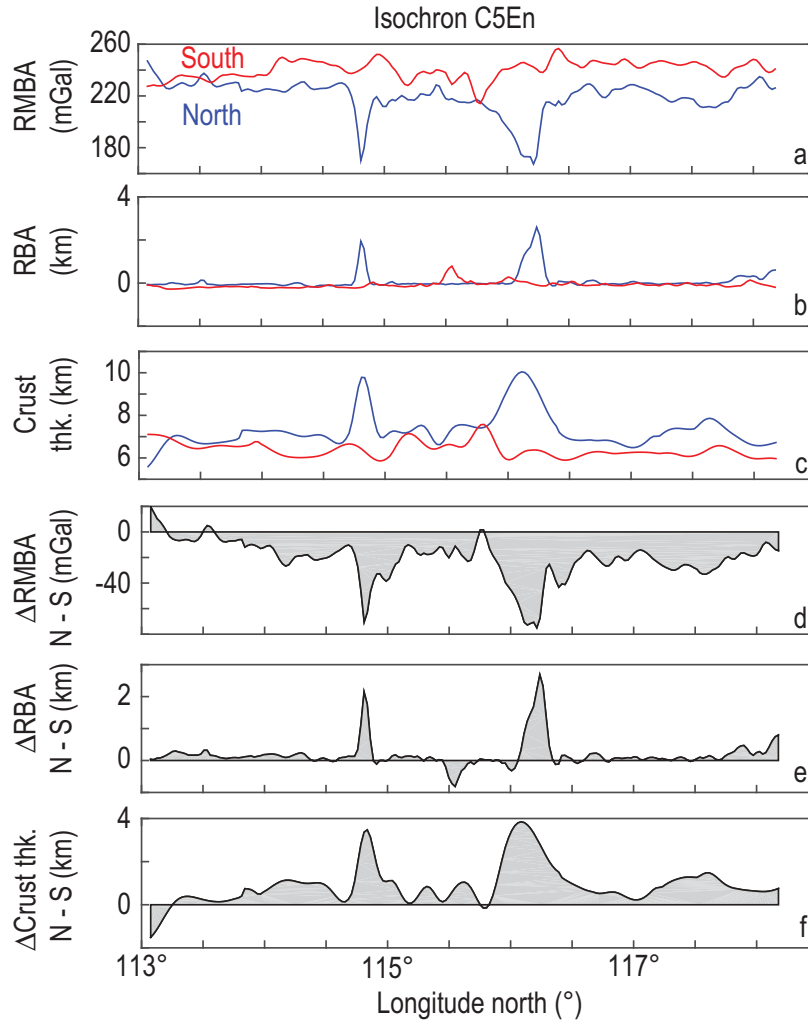 Isochron C5En
RMBA
(mGal)
260
220
180
South
North
a
RBA
(km)
4
0
b
Crust
thk. (km)
10
8
6
c
ΔRMBA
N - S (mGal)
0
-40
d
ΔRBA
N - S (km)
2
0
e
ΔCrust thk.
N - S (km)
4
0
f
113°
115°
117°
Longitude north (°)